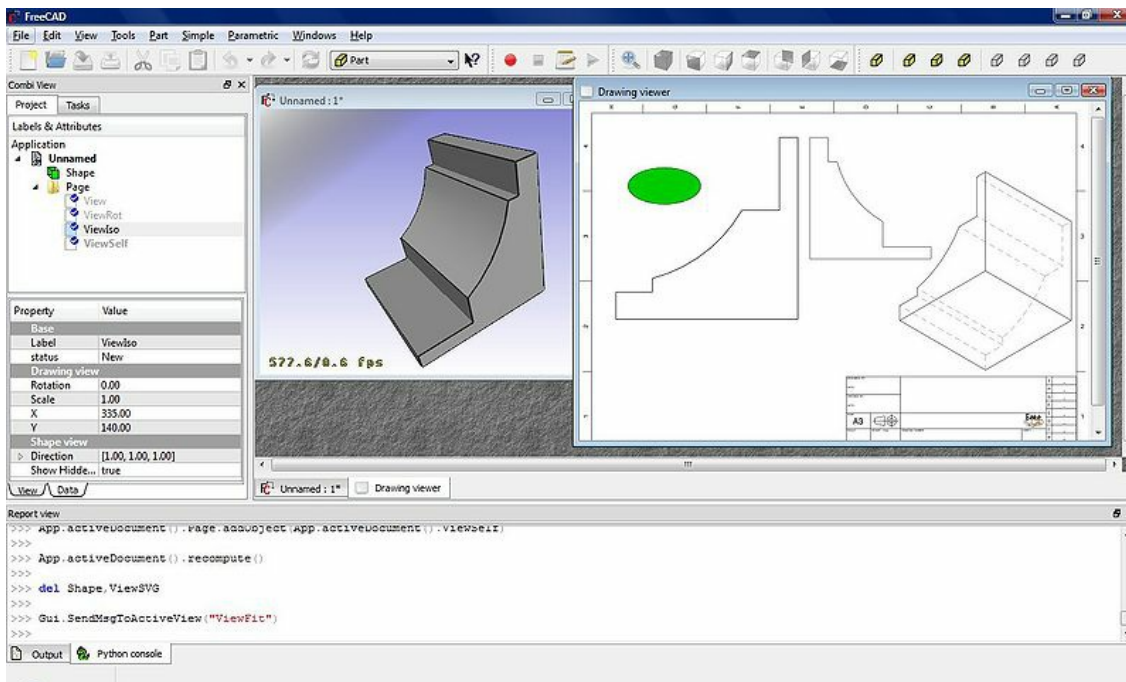 FreeCAD
File Edit View Tools Part Simple Parametric Windows Help
Part
Combi View
Project Tasks
Labels & Attributes
Application
Unnamed
Shape
Page
View
ViewRot
ViewIso
ViewSelf
Property Value
Base
Label ViewIso
status New
Drawing view
Rotation 0.00
Scale 1.00
X 335.00
Y 140.00
Shape view
Direction [1.00, 1.00, 1.00]
Show Hidde... true
View Data
Unnamed : 1*
577.6/0.6 fps
Drawing viewer
A3
Unnamed : 1* Drawing viewer
Report view
>>> App.activeDocument().Page.addObject(App.activeDocument().ViewSelf)
>>>
>>> App.activeDocument().recompute()
>>>
>>> del Shape,ViewSVG
>>>
>>> Gui.SendMsgToActiveView("ViewFit")
>>>
Output Python console